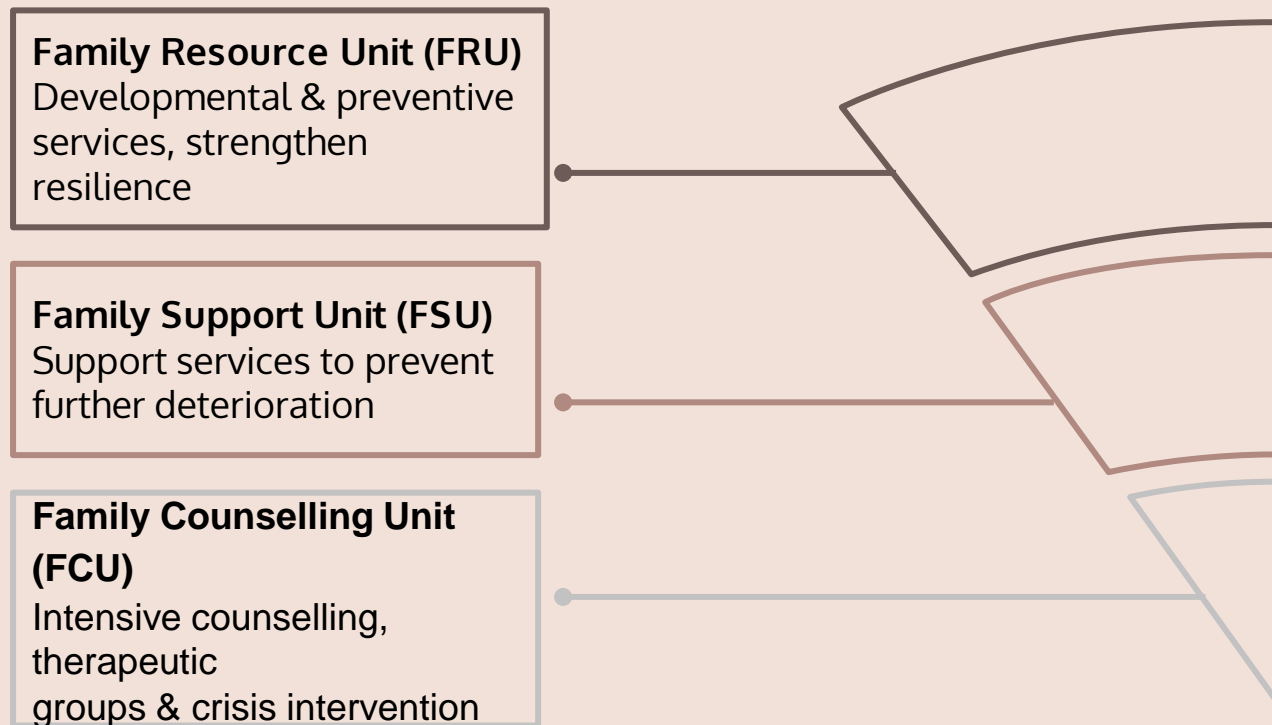 Family Resource Unit (FRU)
Developmental & preventive
services, strengthen
resilience
Family Support Unit (FSU)
Support services to prevent
further deterioration
Family Counselling Unit
(FCU)
Intensive counselling,
therapeutic
groups & crisis intervention